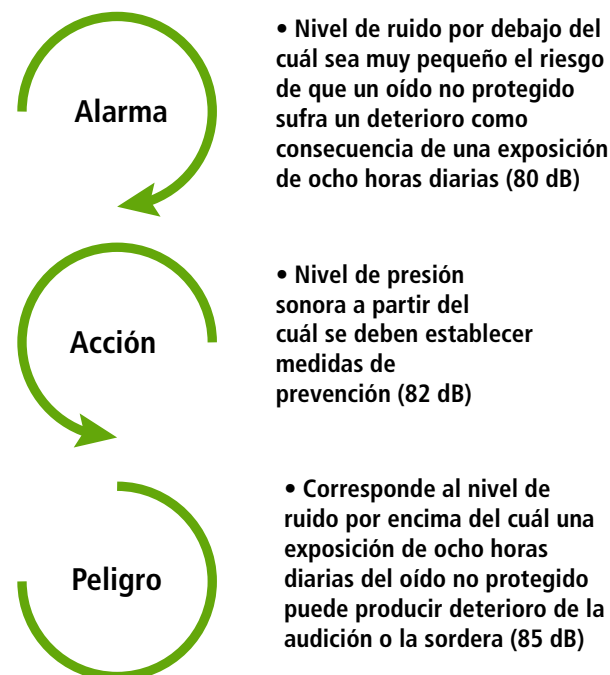 Alarma
• Nivel de ruido por debajo del
cuál sea muy pequeño el riesgo
de que un oído no protegido
sufra un deterioro como
consecuencia de una exposición
de ocho horas diarias (80 dB)
Acción
• Nivel de presión
sonora a partir del
cuál se deben establecer
medidas de
prevención (82 dB)
Peligro
• Corresponde al nivel de
ruido por encima del cuál una
exposición de ocho horas
diarias del oído no protegido
puede producir deterioro de la
audición o la sordera (85 dB)